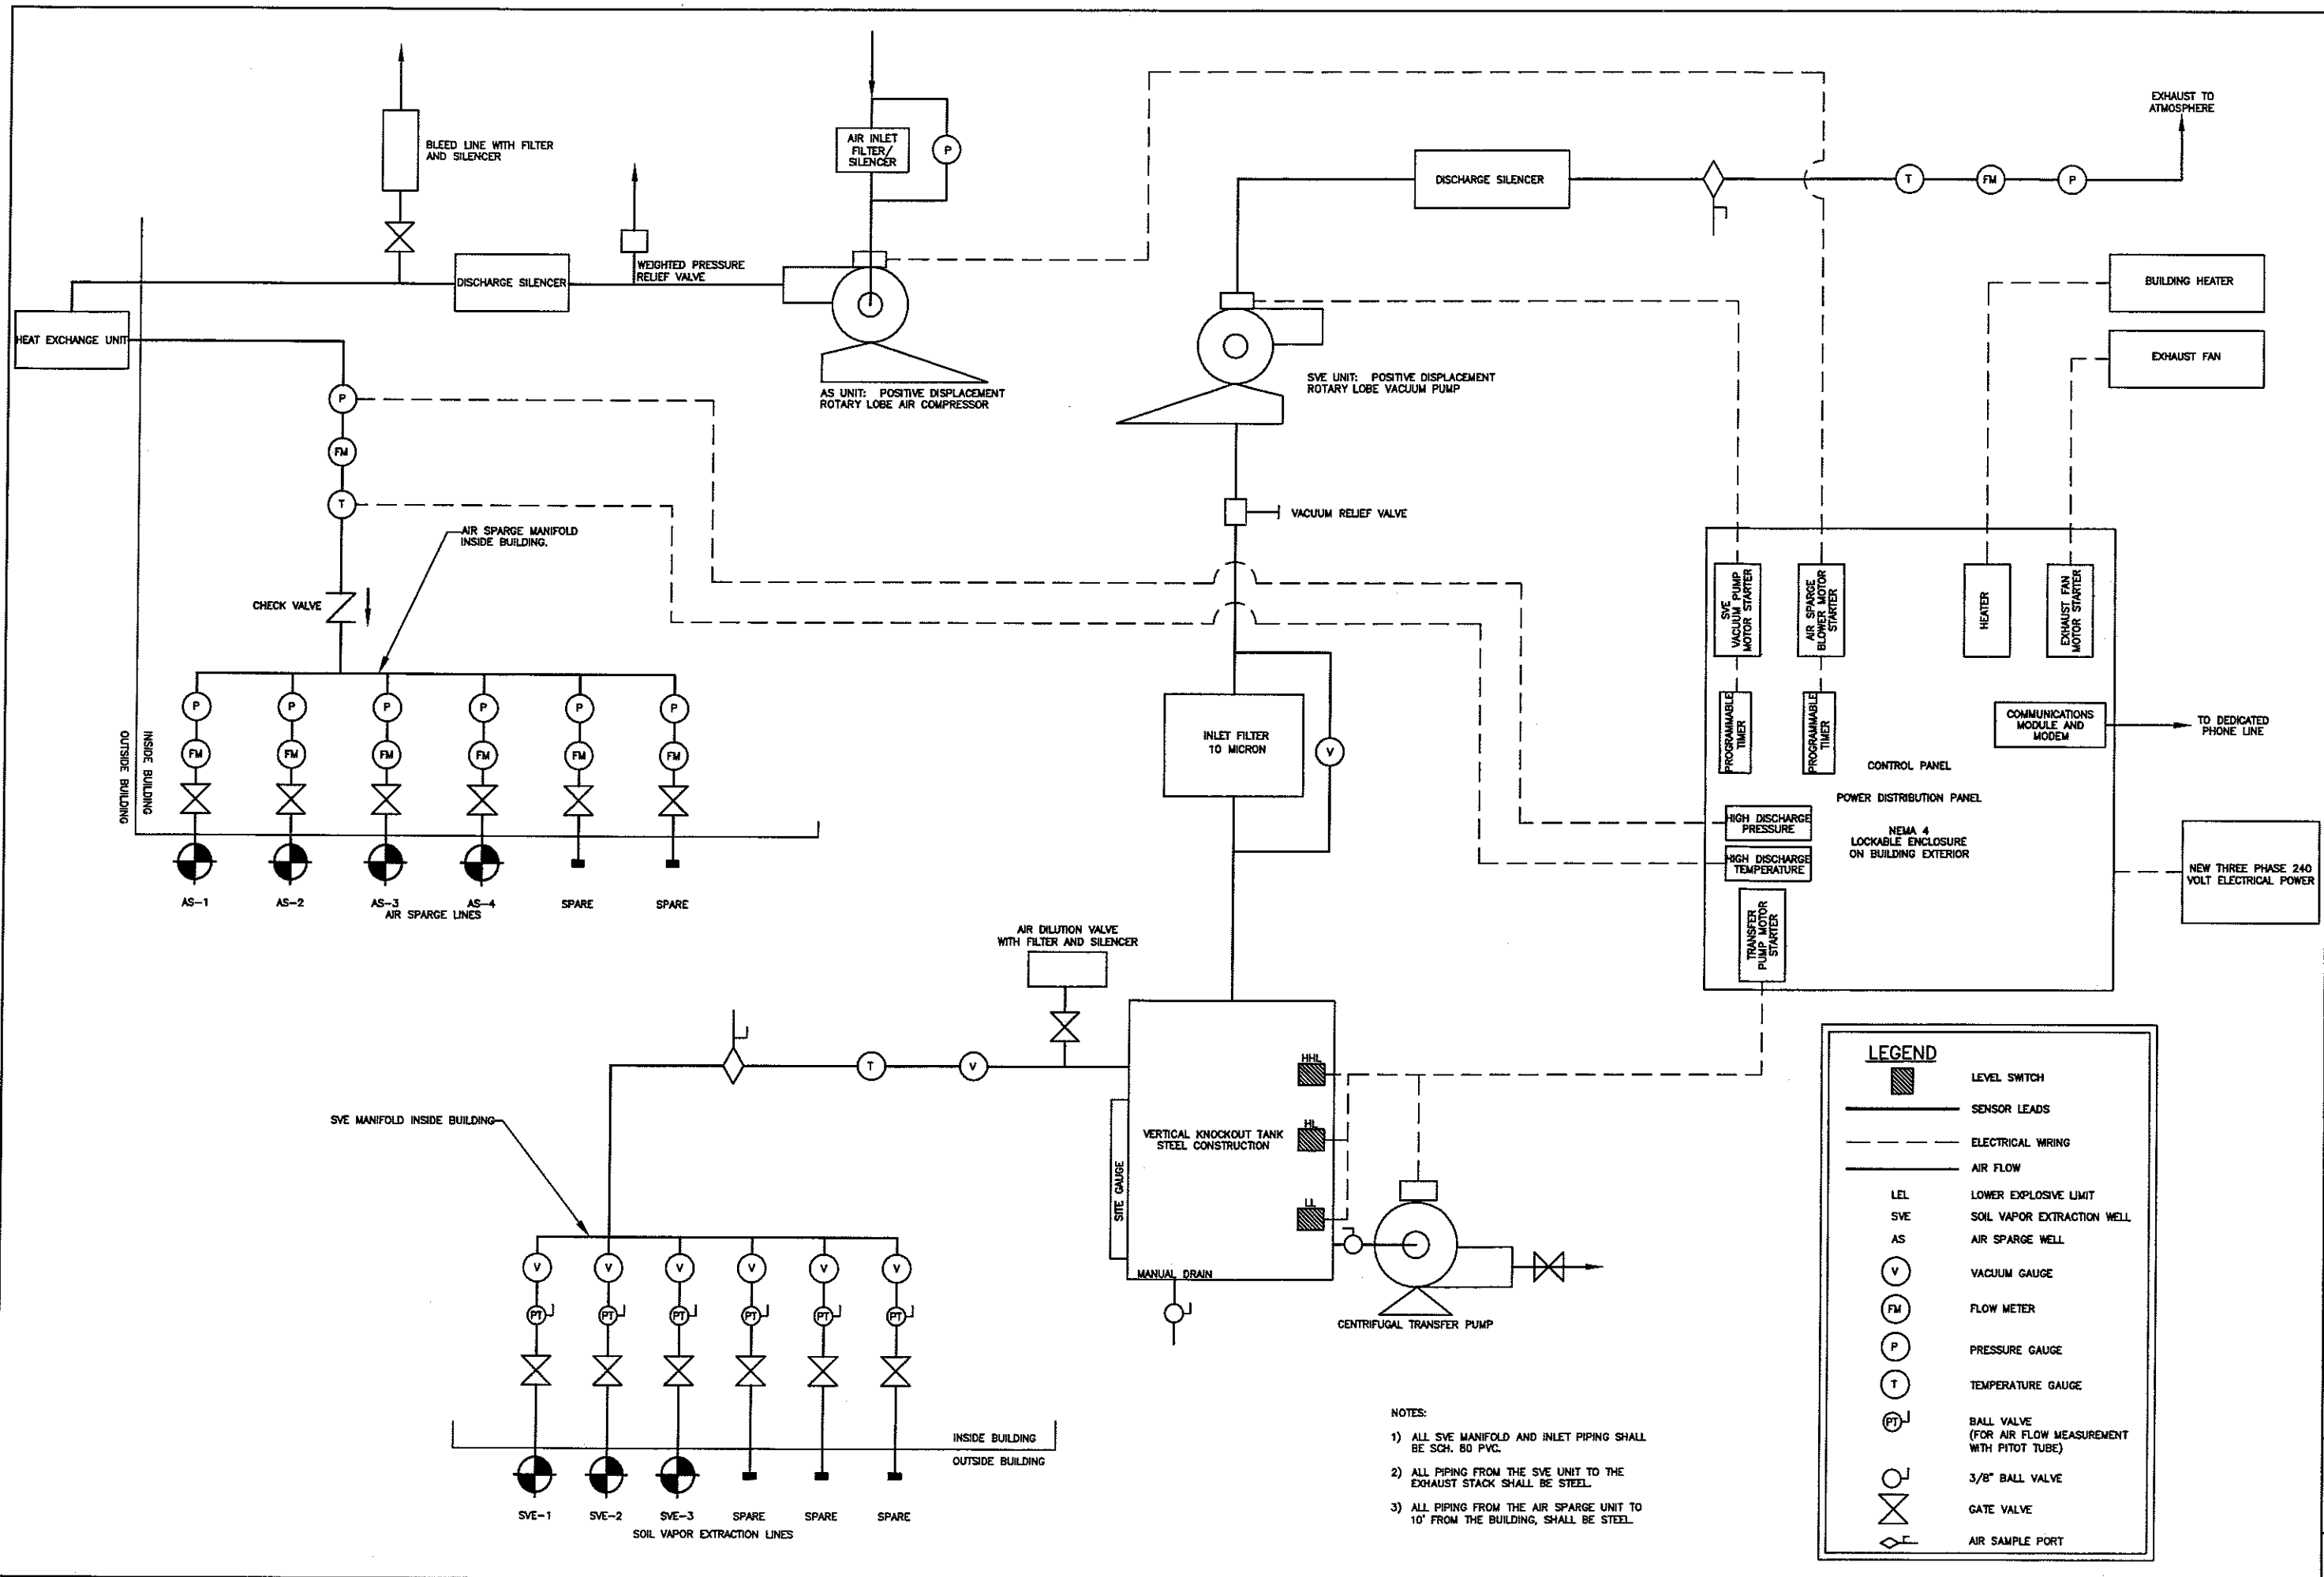 BLEED LINE WITH FILTER
AND SILENCER
AIR INLET
FILTER/
SILENCER
P
WEIGHTED PRESSURE
RELIEF VALVE
DISCHARGE SILENCER
HEAT EXCHANGE UNIT
AS UNIT: POSITIVE DISPLACEMENT
ROTARY LOBE AIR COMPRESSOR
DISCHARGE SILENCER
T
FM
P
EXHAUST TO
ATMOSPHERE
SVE UNIT: POSITIVE DISPLACEMENT
ROTARY LOBE VACUUM PUMP
BUILDING HEATER
EXHAUST FAN
P
FM
T
AIR SPARGE MANIFOLD
INSIDE BUILDING.
CHECK VALVE
VACUUM RELIEF VALVE
P
P
P
P
P
P
FM
FM
FM
FM
FM
FM
INSIDE BUILDING
OUTSIDE BUILDING
AS-1
AS-2
AS-3
AS-4
SPARE
SPARE
AIR SPARGE LINES
INLET FILTER
10 MICRON
V
SVE
VACUUM PUMP
MOTOR STARTER
AIR SPARGE
BLOWER MOTOR
STARTER
HEATER
EXHAUST FAN
MOTOR STARTER
PROGRAMMABLE
TIMER
PROGRAMMABLE
TIMER
COMMUNICATIONS
MODULE AND
MODEM
TO DEDICATED
PHONE LINE
CONTROL PANEL
POWER DISTRIBUTION PANEL
NEMA 4
LOCKABLE ENCLOSURE
ON BUILDING EXTERIOR
HIGH DISCHARGE
PRESSURE
HIGH DISCHARGE
TEMPERATURE
TRANSFER
PUMP MOTOR
STARTER
NEW THREE PHASE 240
VOLT ELECTRICAL POWER
AIR DILUTION VALVE
WITH FILTER AND SILENCER
T
V
HHL
HL
LL
VERTICAL KNOCKOUT TANK
STEEL CONSTRUCTION
SITE GAUGE
MANUAL DRAIN
CENTRIFUGAL TRANSFER PUMP
SVE MANIFOLD INSIDE BUILDING
V
V
V
V
V
V
PT
PT
PT
PT
PT
PT
INSIDE BUILDING
OUTSIDE BUILDING
SVE-1
SVE-2
SVE-3
SPARE
SPARE
SPARE
SOIL VAPOR EXTRACTION LINES
NOTES:
1) ALL SVE MANIFOLD AND INLET PIPING SHALL
BE SCH. 80 PVC.
2) ALL PIPING FROM THE SVE UNIT TO THE
EXHAUST STACK SHALL BE STEEL.
3) ALL PIPING FROM THE AIR SPARGE UNIT TO
10' FROM THE BUILDING, SHALL BE STEEL.
LEGEND
LEVEL SWITCH
SENSOR LEADS
ELECTRICAL WIRING
AIR FLOW
LEL LOWER EXPLOSIVE LIMIT
SVE SOIL VAPOR EXTRACTION WELL
AS AIR SPARGE WELL
V VACUUM GAUGE
FM FLOW METER
P PRESSURE GAUGE
T TEMPERATURE GAUGE
PT BALL VALVE
(FOR AIR FLOW MEASUREMENT
WITH PITOT TUBE)
3/8" BALL VALVE
GATE VALVE
AIR SAMPLE PORT